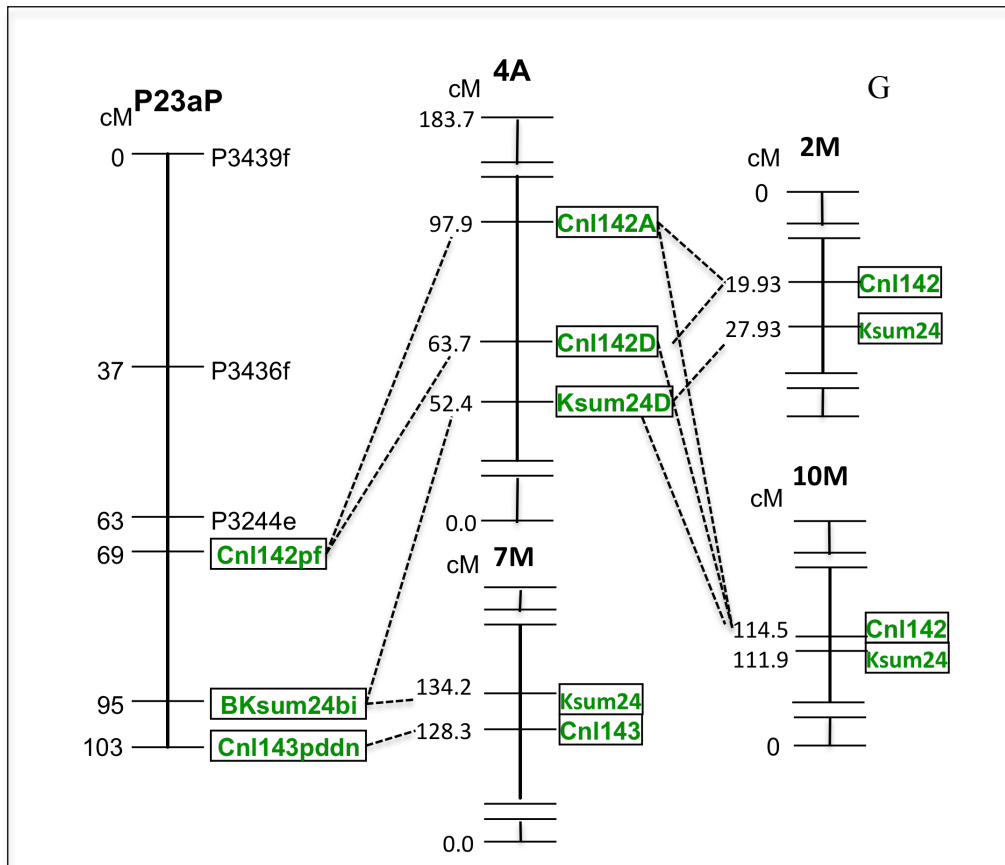 G
P23aP
cM
0 P3439f
37 P3436f
63 P3244e
69 Cnl142pf
95 BKsum24bi
103 Cnl143pddn
4A
cM
183.7
97.9 Cnl142A
63.7 Cnl142D
52.4 Ksum24D
0.0
7M
cM
134.2 Ksum24
128.3 Cnl143
0.0
2M
cM
0
19.93 Cnl142
27.93 Ksum24
10M
cM
114.5 Cnl142
111.9 Ksum24
0